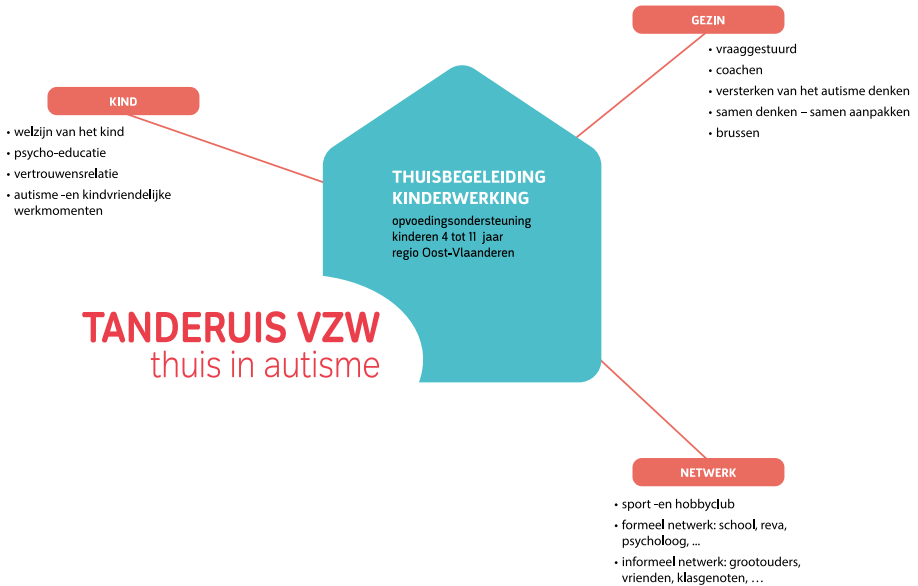 GEZIN
• vraaggestuurd
• coachen
• versterken van het autisme denken
• samen denken – samen aanpakken
• brussen
KIND
• welzijn van het kind
• psycho-educatie
• vertrouwensrelatie
• autisme -en kindvriendelijke
werkmomenten
THUISBEGELEIDING
KINDERWERKING
opvoedingsondersteuning
kinderen 4 tot 11 jaar
regio Oost-Vlaanderen
TANDERUIS VZW
thuis in autisme
NETWERK
• sport -en hobbyclub
• formeel netwerk: school, reva,
psycholoog, ...
• informeel netwerk: grootouders,
vrienden, klasgenoten, …